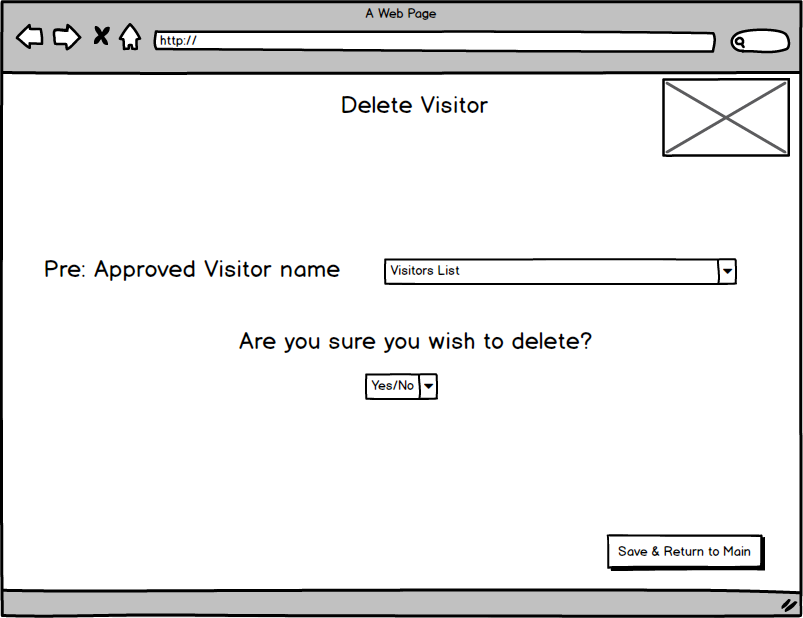 A Web Page
http://
Delete Visitor
Pre: Approved Visitor name
Visitors List
Are you sure you wish to delete?
Yes/No
Save & Return to Main